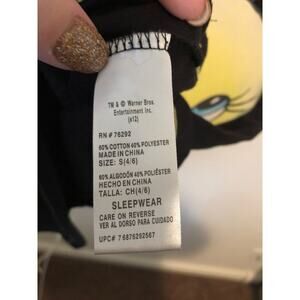 TM & © Warner Bros.
Entertainment Inc.
(s12)
RN # 76292
60% COTTON 40% POLYESTER
MADE IN CHINA
SIZE: S(4/6)
60% ALGODÓN 40% POLIÉSTER
HECHO EN CHINA
TALLA: CH(4/6)
SLEEPWEAR
CARE ON REVERSE
VER AL DORSO PARA CUIDADO
UPC# 7 6876292567